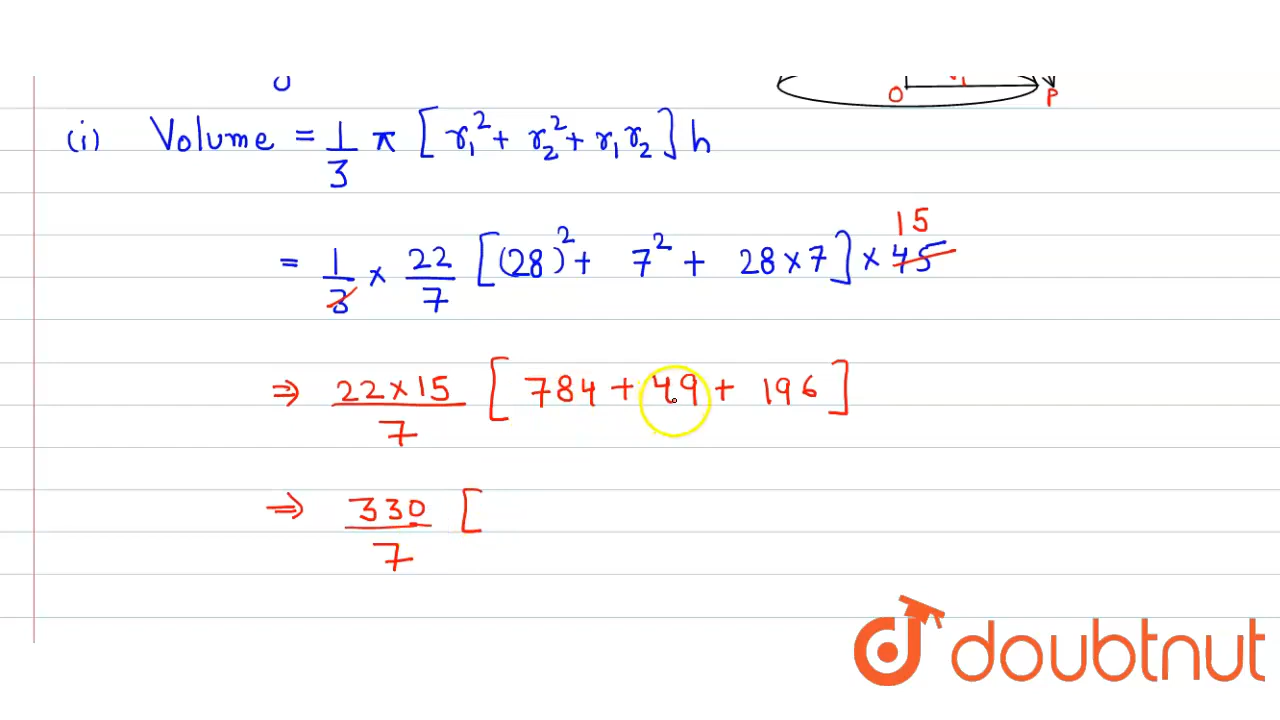 O P
(i) Volume = 1/3 π [r₁² + r₂² + r₁r₂] h
15
= 1/3 × 22/7 [(28)² + 7² + 28 × 7] × 45
⇒ 22×15/7 [784 + 49 + 196]
⇒ 330/7 [
doubtnut